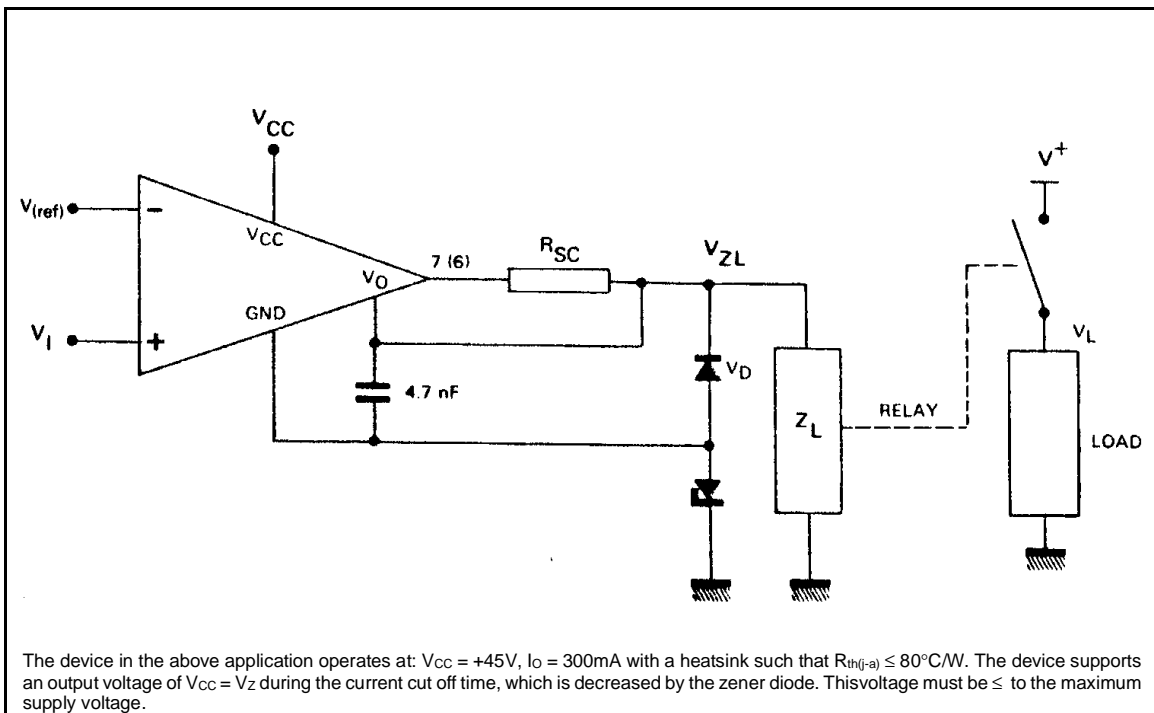 VCC
V+
V(ref)
-
VCC
7 (6)
RSC
VZL
VO
GND
VI
+
VL
VD
4.7 nF
RELAY
ZL
LOAD
The device in the above application operates at: VCC = +45V, IO = 300mA with a heatsink such that Rth(j-a) ≤ 80°C/W. The device supports
an output voltage of VCC = VZ during the current cut off time, which is decreased by the zener diode. Thisvoltage must be ≤ to the maximum
supply voltage.